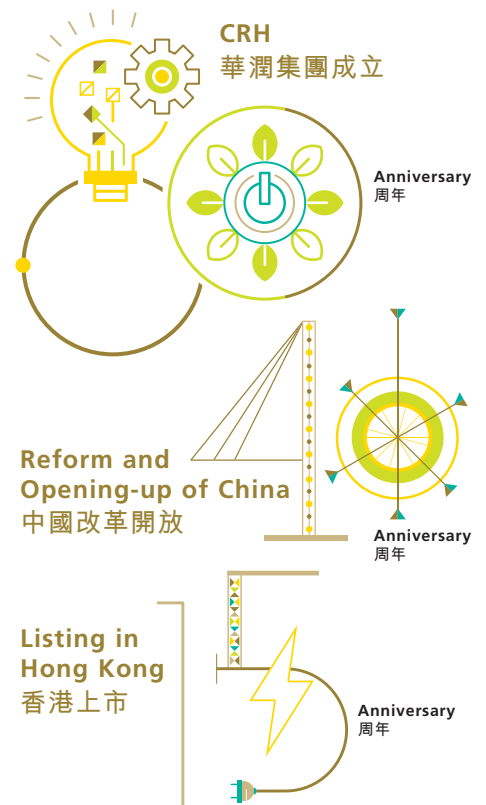 CRH
華潤集團成立
Anniversary
周年
Reform and
Opening-up of China
中國改革開放
Anniversary
周年
Listing in
Hong Kong
香港上市
Anniversary
周年